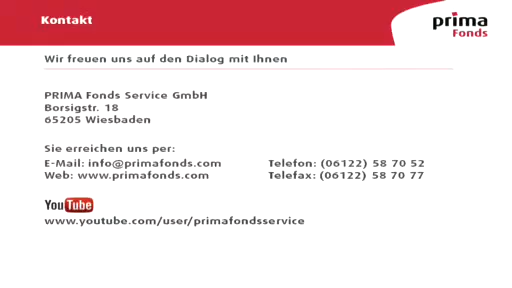 Kontakt
prima
Fonds
Wir freuen uns auf den Dialog mit Ihnen
PRIMA Fonds Service GmbH
Borsigstr. 18
65205 Wiesbaden
Sie erreichen uns per:
E-Mail: info@primafonds.com
Telefon: (06122) 58 70 52
Web: www.primafonds.com
Telefax: (06122) 58 70 77
YouTube
www.youtube.com/user/primafondsservice